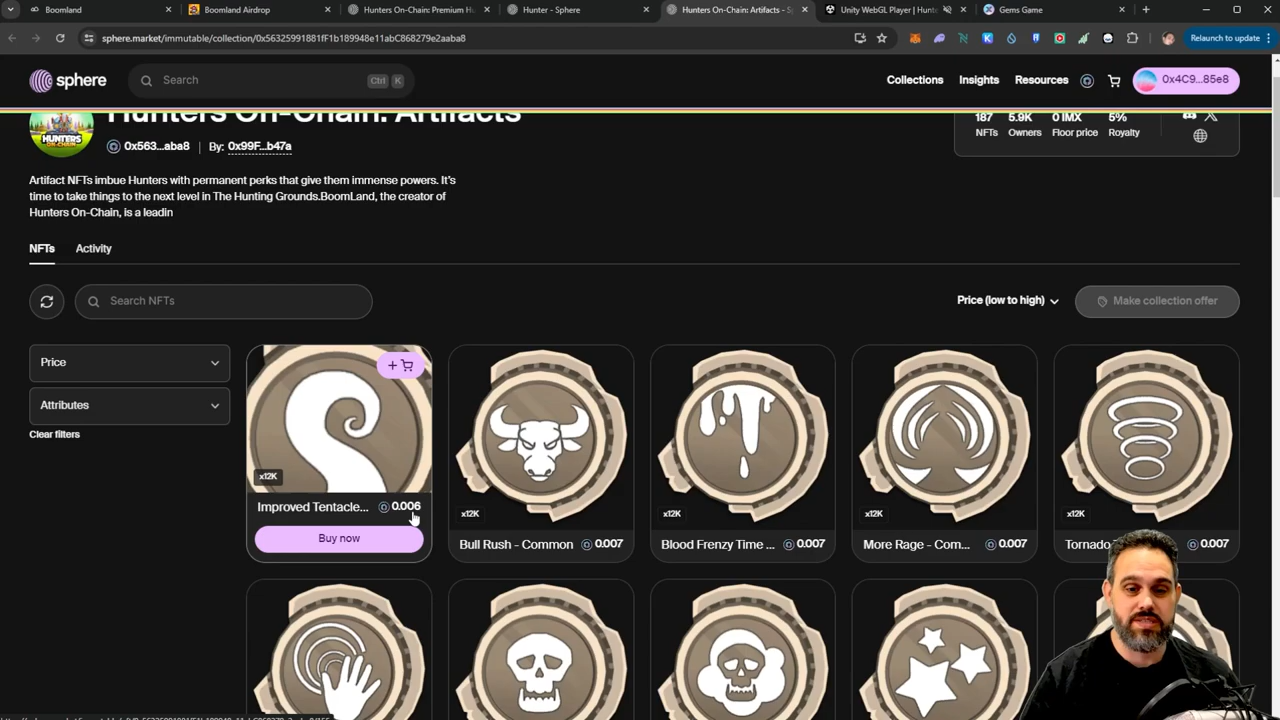 Boomland
Boomland Airdrop
Hunters On-Chain: Premium H
Hunter - Sphere
Hunters On-Chain: Artifacts - S
Unity WebGL Player | Hunt
Gems Game
sphere.market/immutable/collection/0x56325991881fF1b189948e11abC868279e2aaba8
Relaunch to update
sphere
Search
Ctrl K
Collections
Insights
Resources
0x4C9...85e8
Hunters On-Chain: Artifacts
HUNTERS
ON-CHAIN
0x563...aba8
By: 0x99F...b47a
187
5.9K
0 IMX
5%
NFTs
Owners
Floor price
Royalty
Artifact NFTs imbue Hunters with permanent perks that give them immense powers. It's
time to take things to the next level in The Hunting Grounds.BoomLand, the creator of
Hunters On-Chain, is a leadin
NFTs
Activity
Search NFTs
Price (low to high)
Make collection offer
Price
Attributes
Clear filters
x12K
Improved Tentacle...
0.006
Buy now
x12K
Bull Rush - Common
0.007
x12K
Blood Frenzy Time ...
0.007
x12K
More Rage - Com...
0.007
x12K
Tornado
0.007